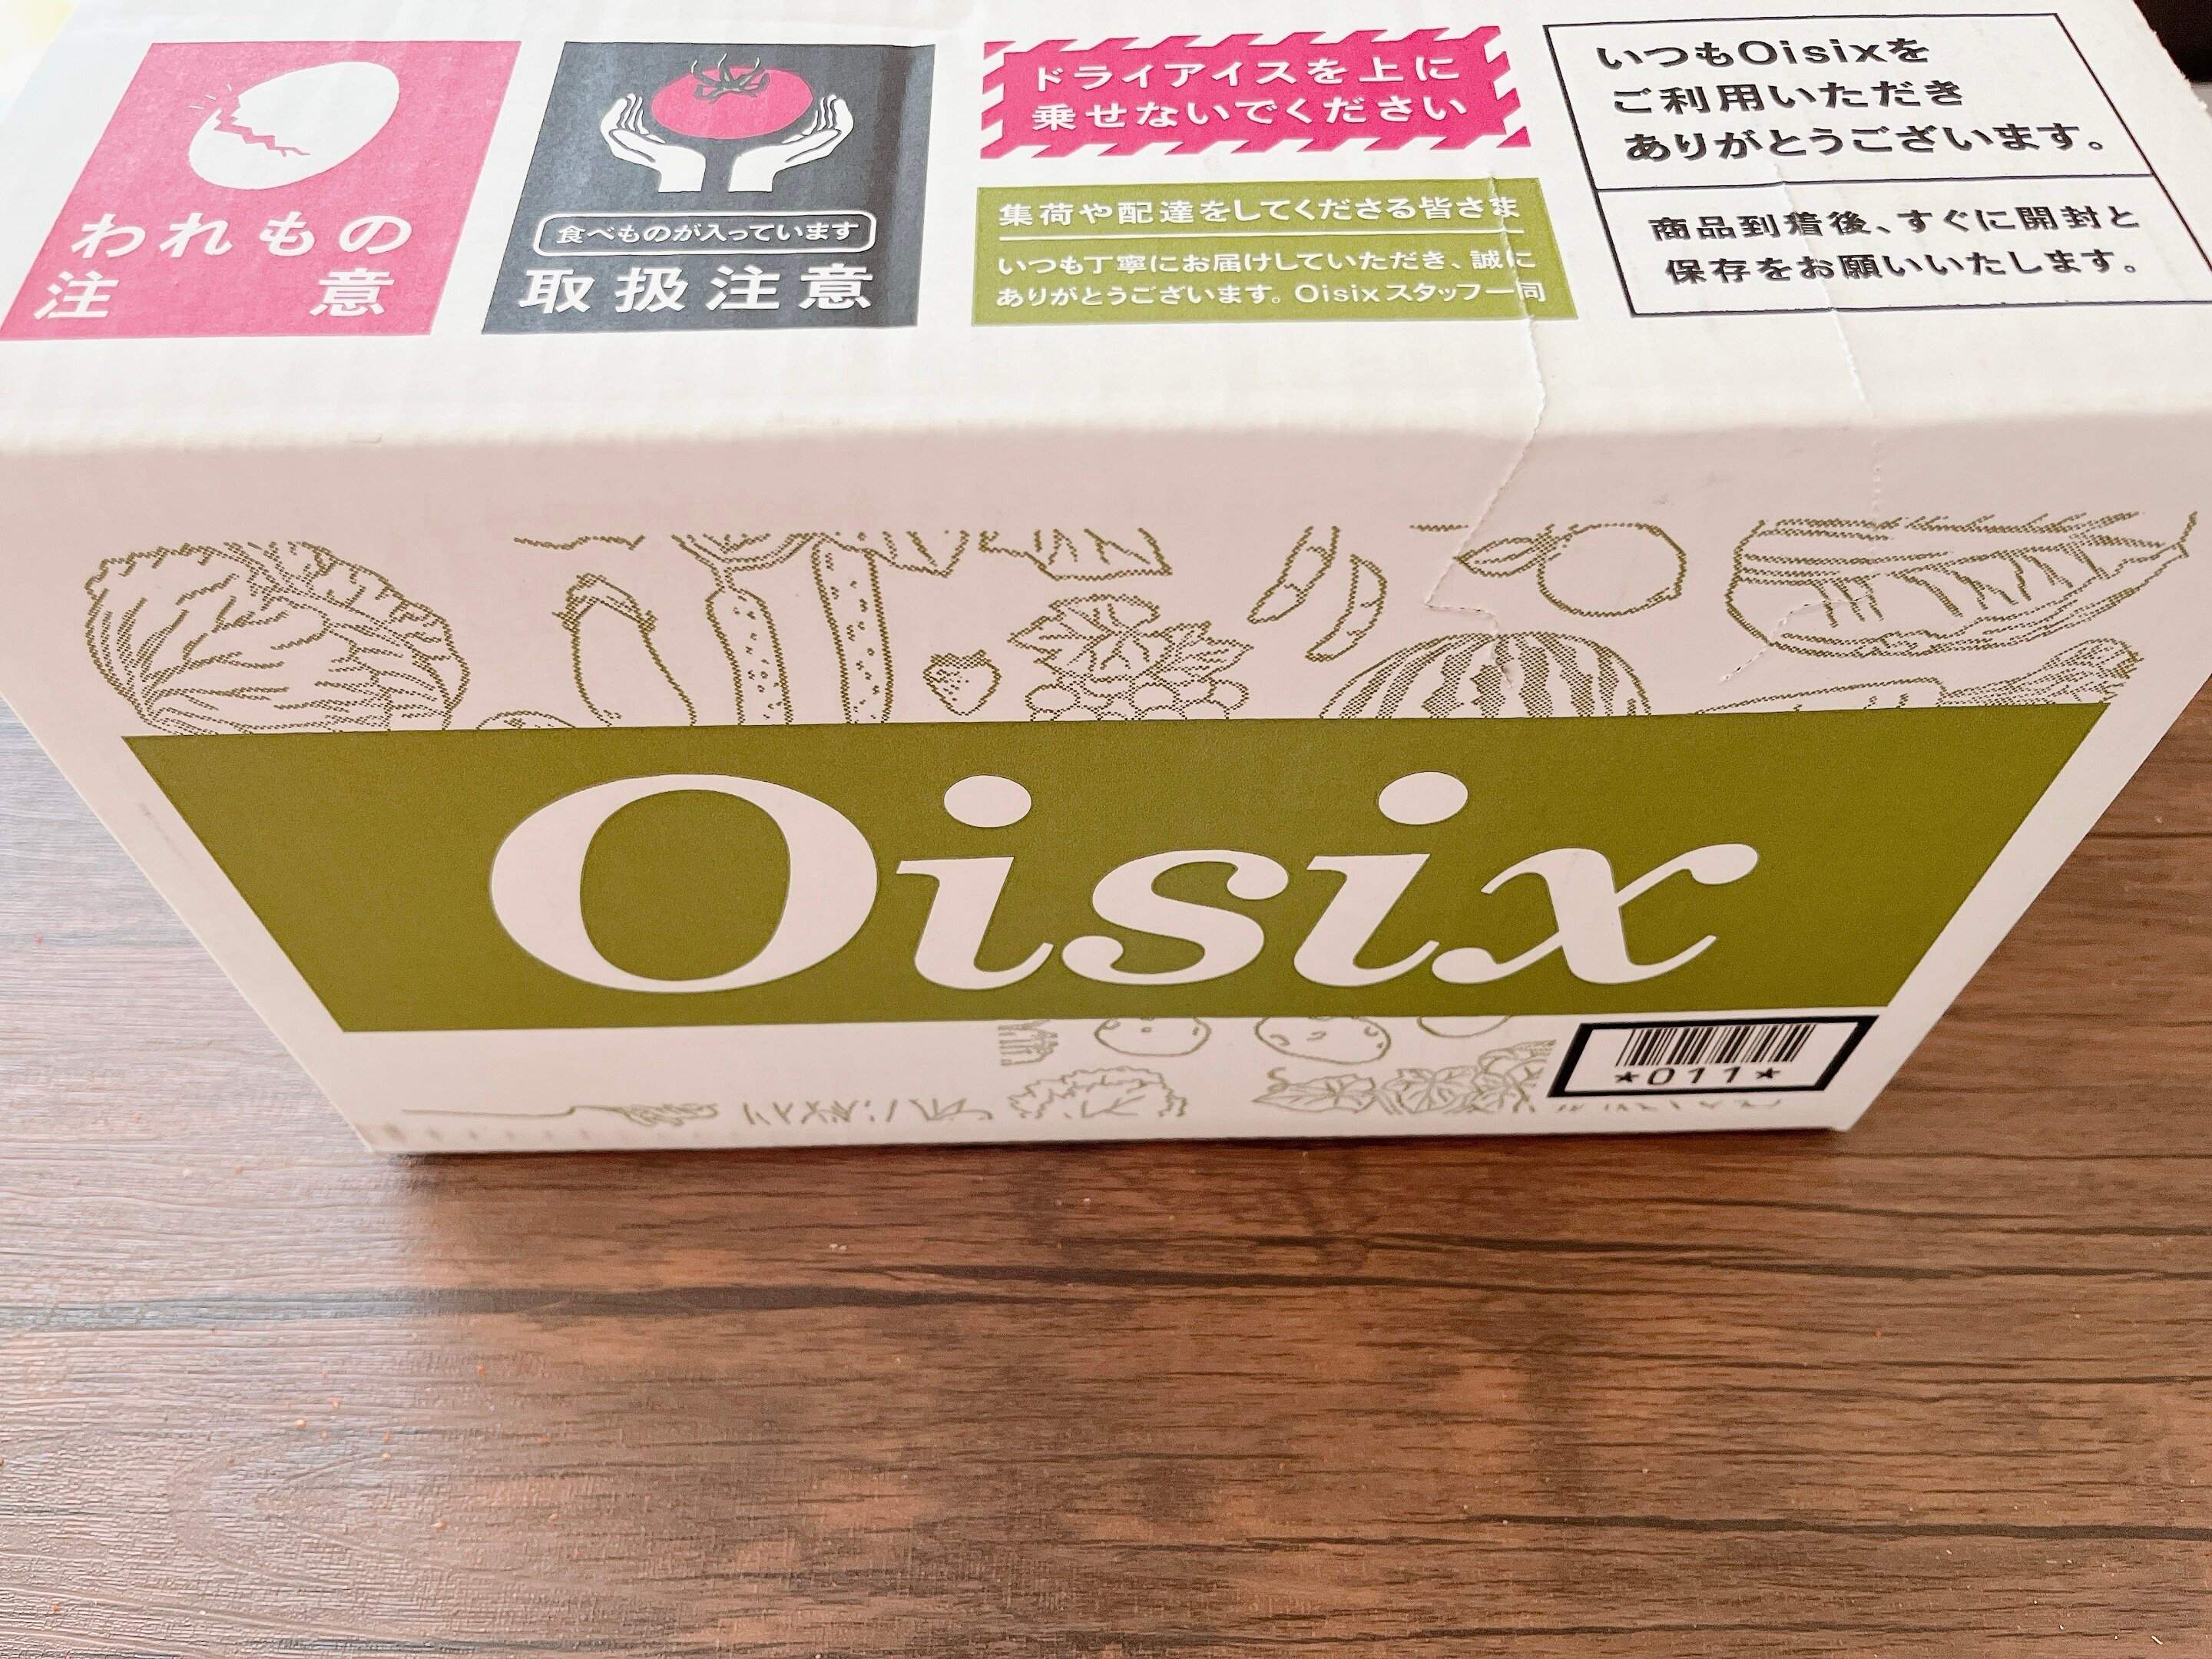 われもの
注意
食べものが入っています
取扱注意
ドライアイスを上に
乗せないでください
集荷や配達をしてくださる皆さま
いつも丁寧にお届けしていただき、誠に
ありがとうございます。Oisixスタッフ一同
いつもOisixを
ご利用いただき
ありがとうございます。
商品到着後、すぐに開封と
保存をお願いいたします。
Oisix
*011*